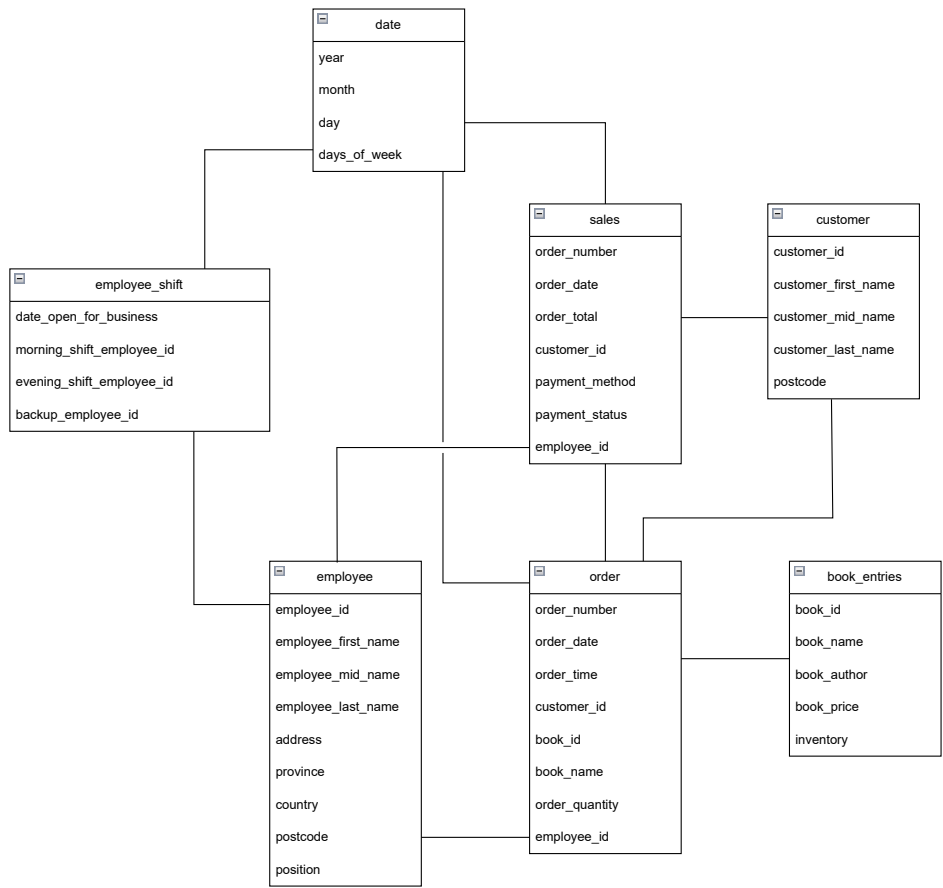 date
year
month
day
days_of_week
sales
order_number
order_date
order_total
customer_id
payment_method
payment_status
employee_id
customer
customer_id
customer_first_name
customer_mid_name
customer_last_name
postcode
employee_shift
date_open_for_business
morning_shift_employee_id
evening_shift_employee_id
backup_employee_id
employee
employee_id
employee_first_name
employee_mid_name
employee_last_name
address
province
country
postcode
position
order
order_number
order_date
order_time
customer_id
book_id
book_name
order_quantity
employee_id
book_entries
book_id
book_name
book_author
book_price
inventory